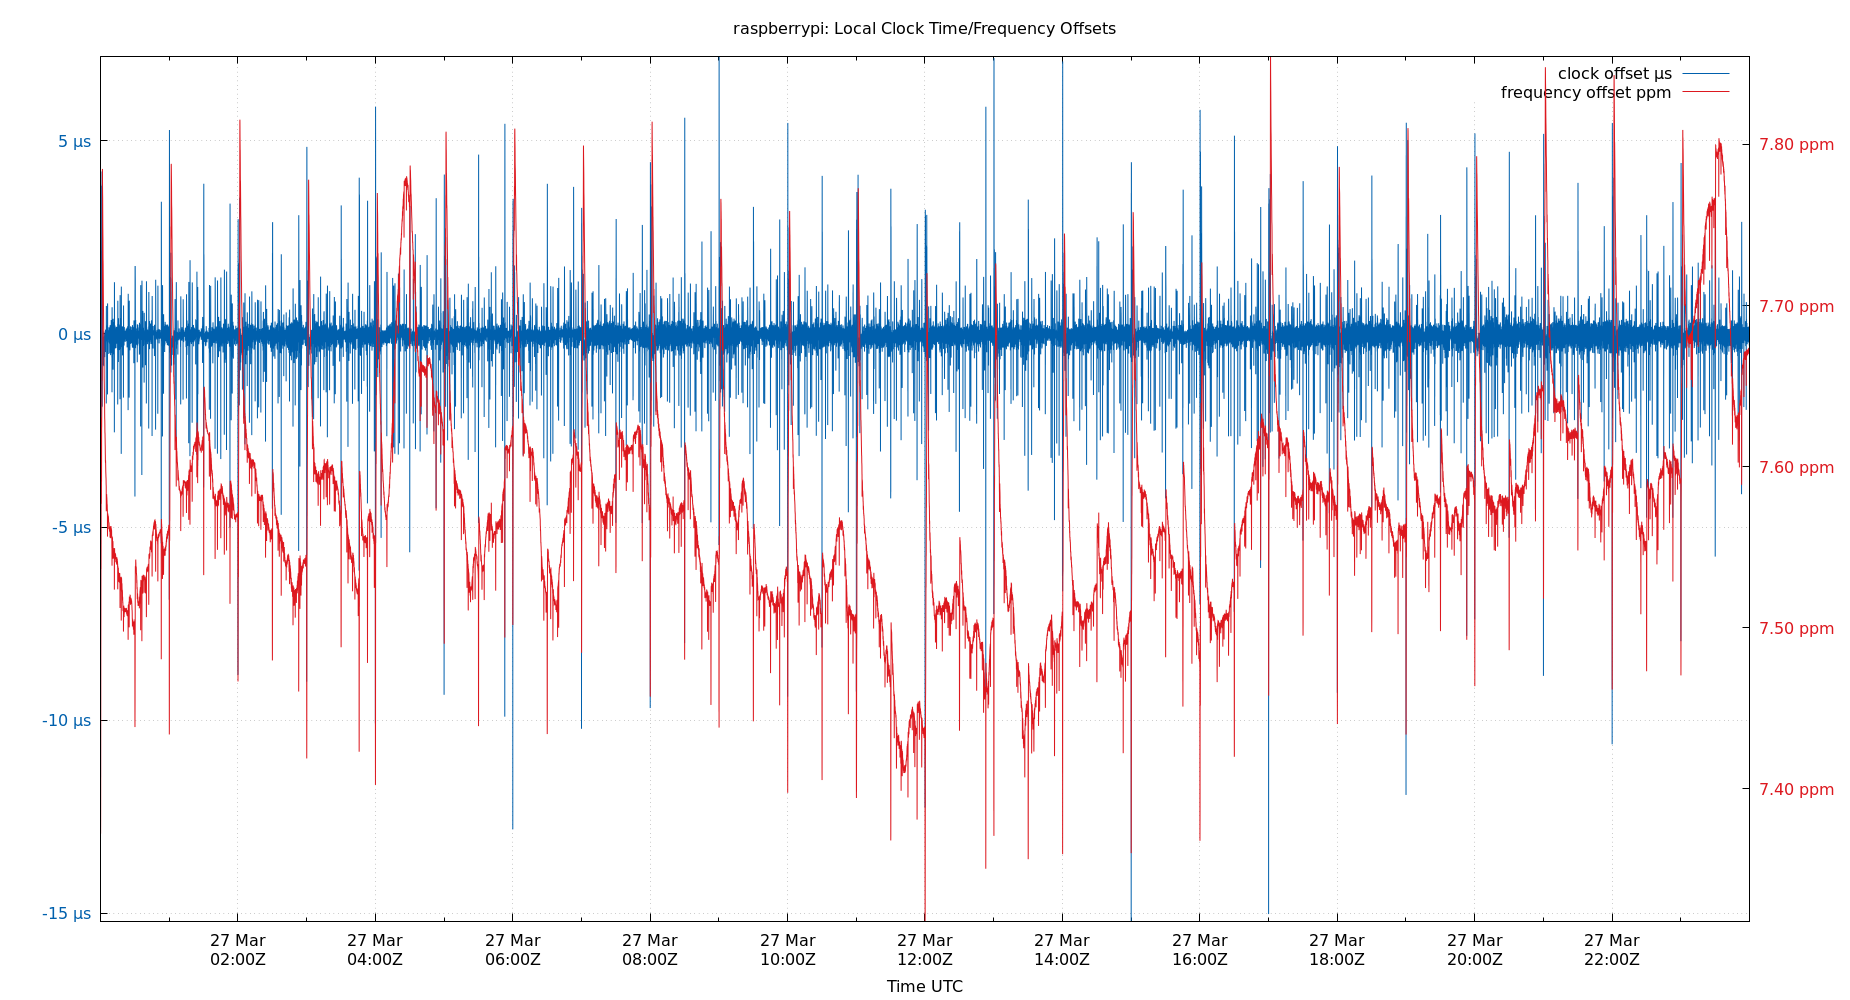 raspberrypi: Local Clock Time/Frequency Offsets
clock offset µs
frequency offset ppm
5 µs
0 µs
-5 µs
-10 µs
-15 µs
7.80 ppm
7.70 ppm
7.60 ppm
7.50 ppm
7.40 ppm
27 Mar 27 Mar 27 Mar 27 Mar 27 Mar 27 Mar 27 Mar 27 Mar 27 Mar 27 Mar 27 Mar
02:00Z 04:00Z 06:00Z 08:00Z 10:00Z 12:00Z 14:00Z 16:00Z 18:00Z 20:00Z 22:00Z
Time UTC